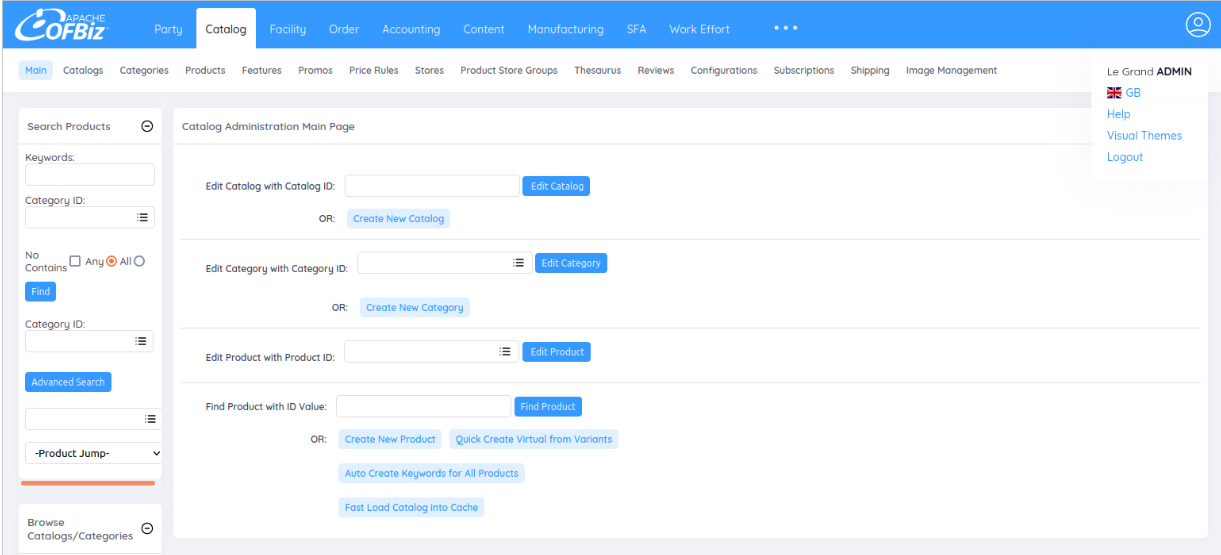 APACHE
OFBiz
Party Catalog Facility Order Accounting Content Manufacturing SFA Work Effort
Main Catalogs Categories Products Features Promos Price Rules Stores Product Store Groups Thesaurus Reviews Configurations Subscriptions Shipping Image Management
Le Grand ADMIN
GB
Help
Visual Themes
Logout
Search Products
Keywords:
Category ID:
No
Contains Any All
Find
Category ID:
Advanced Search
-Product Jump-
Browse
Catalogs/Categories
Catalog Administration Main Page
Edit Catalog with Catalog ID: Edit Catalog
OR: Create New Catalog
Edit Category with Category ID: Edit Category
OR: Create New Category
Edit Product with Product ID: Edit Product
Find Product with ID Value: Find Product
OR: Create New Product Quick Create Virtual from Variants
Auto Create Keywords for All Products
Fast Load Catalog into Cache